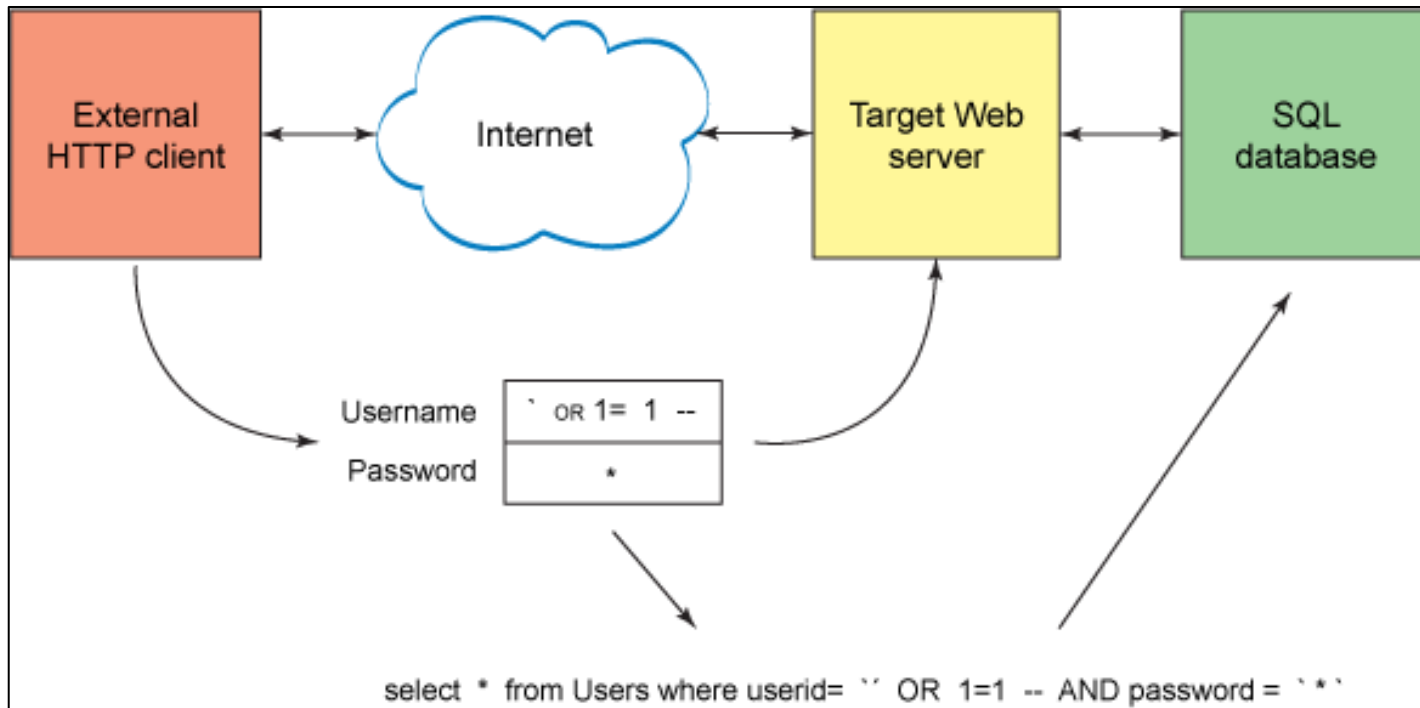 External
HTTP client
Internet
Target Web
server
SQL
database
Username ` OR 1= 1 --
Password *
select * from Users where userid= `´ OR 1=1 -- AND password = ` * `